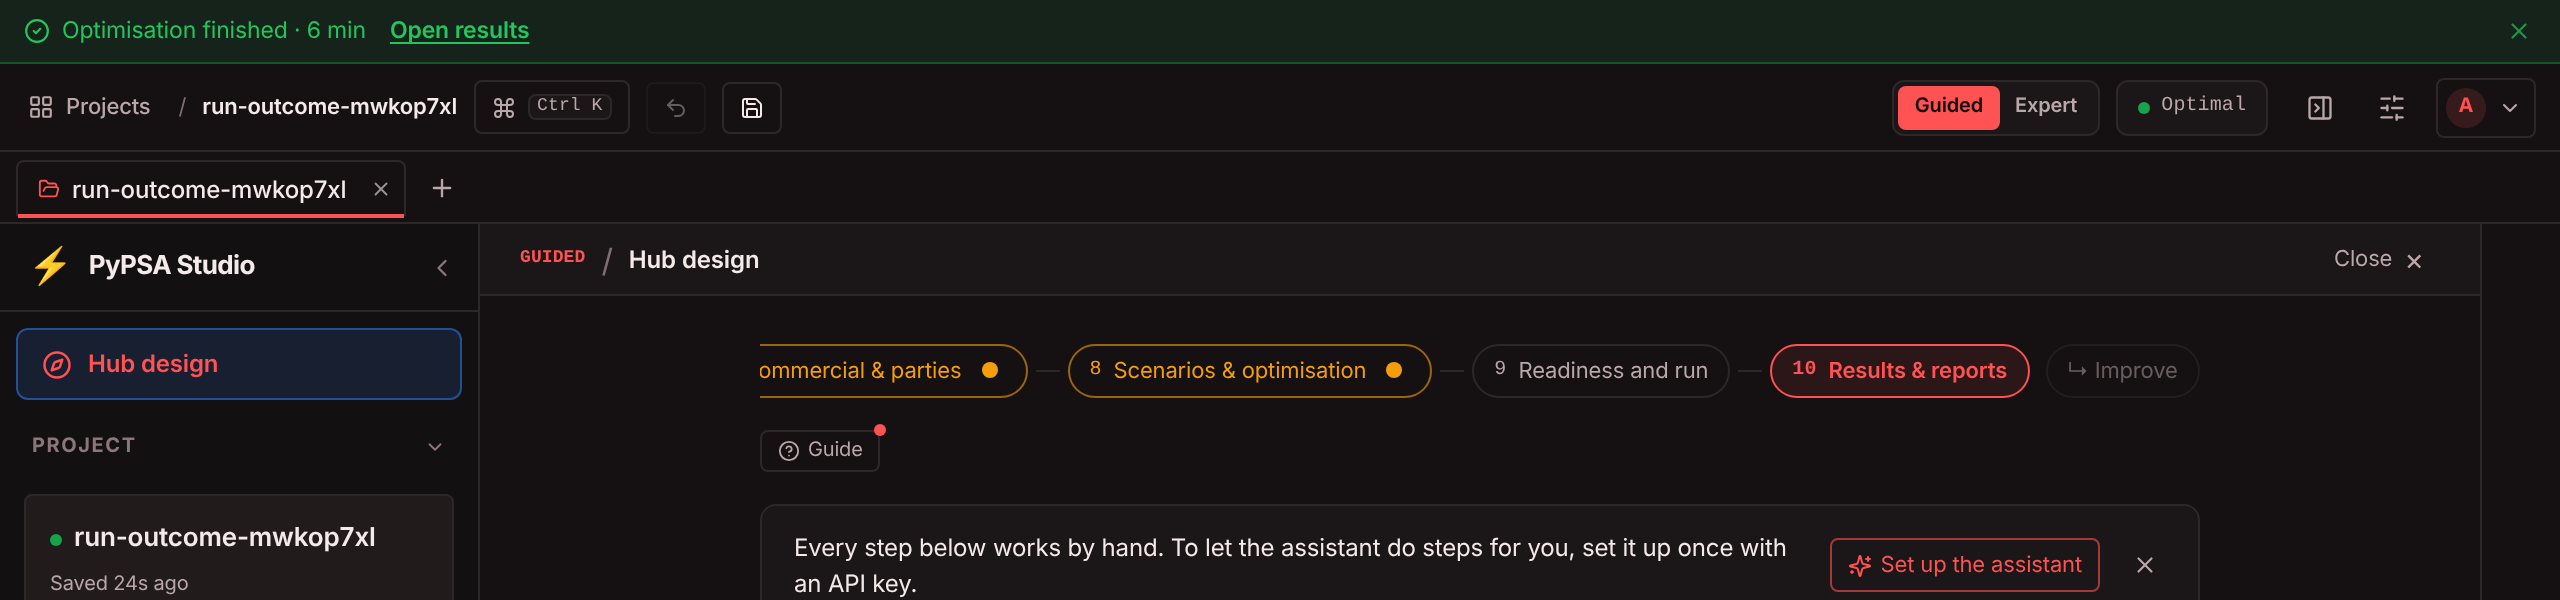 Optimisation finished · 6 min Open results
Projects / run-outcome-mwkop7xl Ctrl K Guided Expert Optimal A
run-outcome-mwkop7xl
PyPSA Studio
GUIDED / Hub design Close
Hub design
ommercial & parties 8 Scenarios & optimisation 9 Readiness and run 10 Results & reports Improve
PROJECT
Guide
run-outcome-mwkop7xl
Saved 24s ago
Every step below works by hand. To let the assistant do steps for you, set it up once with
an API key.
Set up the assistant